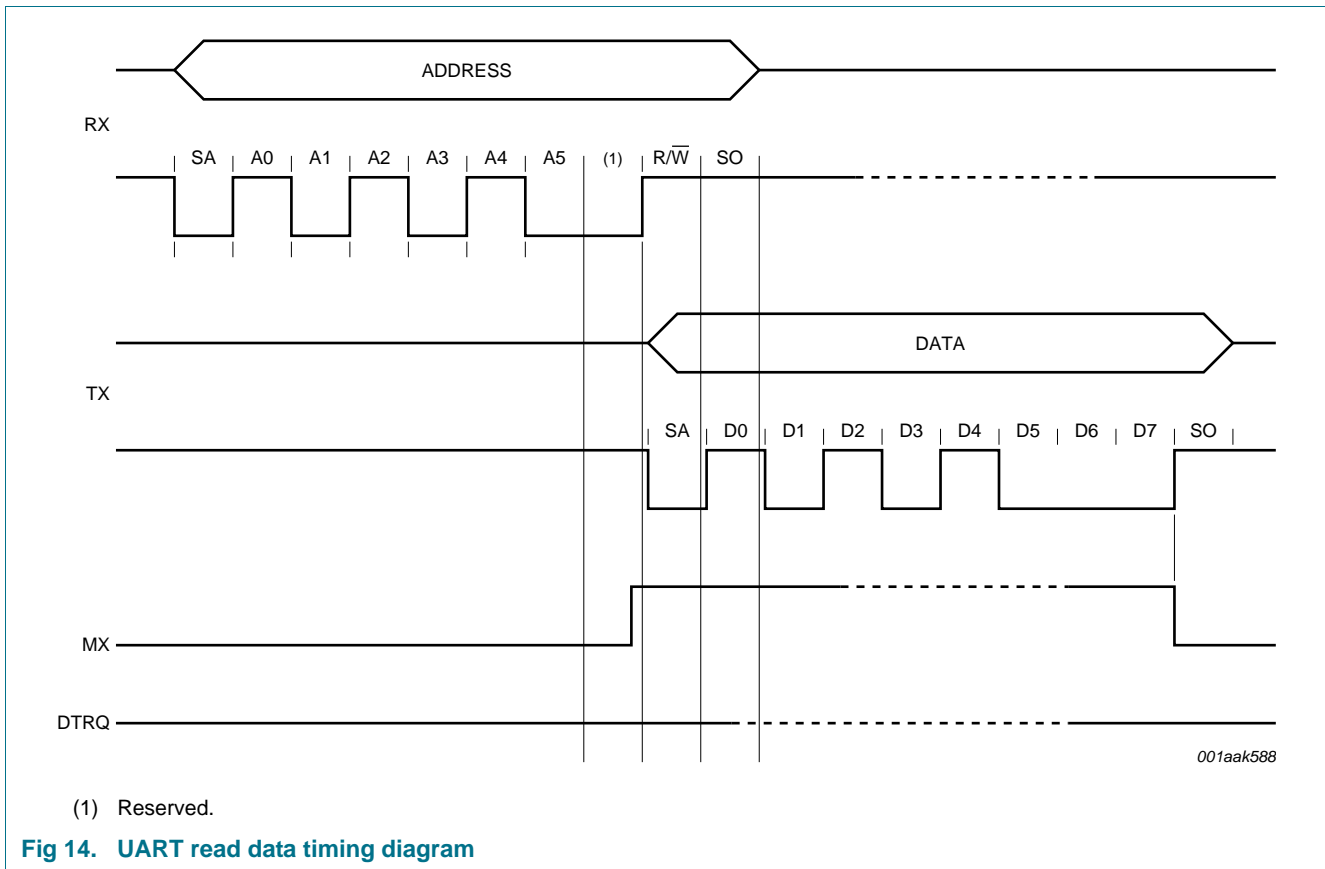 ADDRESS
RX
SA A0 A1 A2 A3 A4 A5 (1) R/W̅ SO
DATA
TX
SA D0 D1 D2 D3 D4 D5 D6 D7 SO
MX
DTRQ
001aak588
(1) Reserved.
Fig 14. UART read data timing diagram